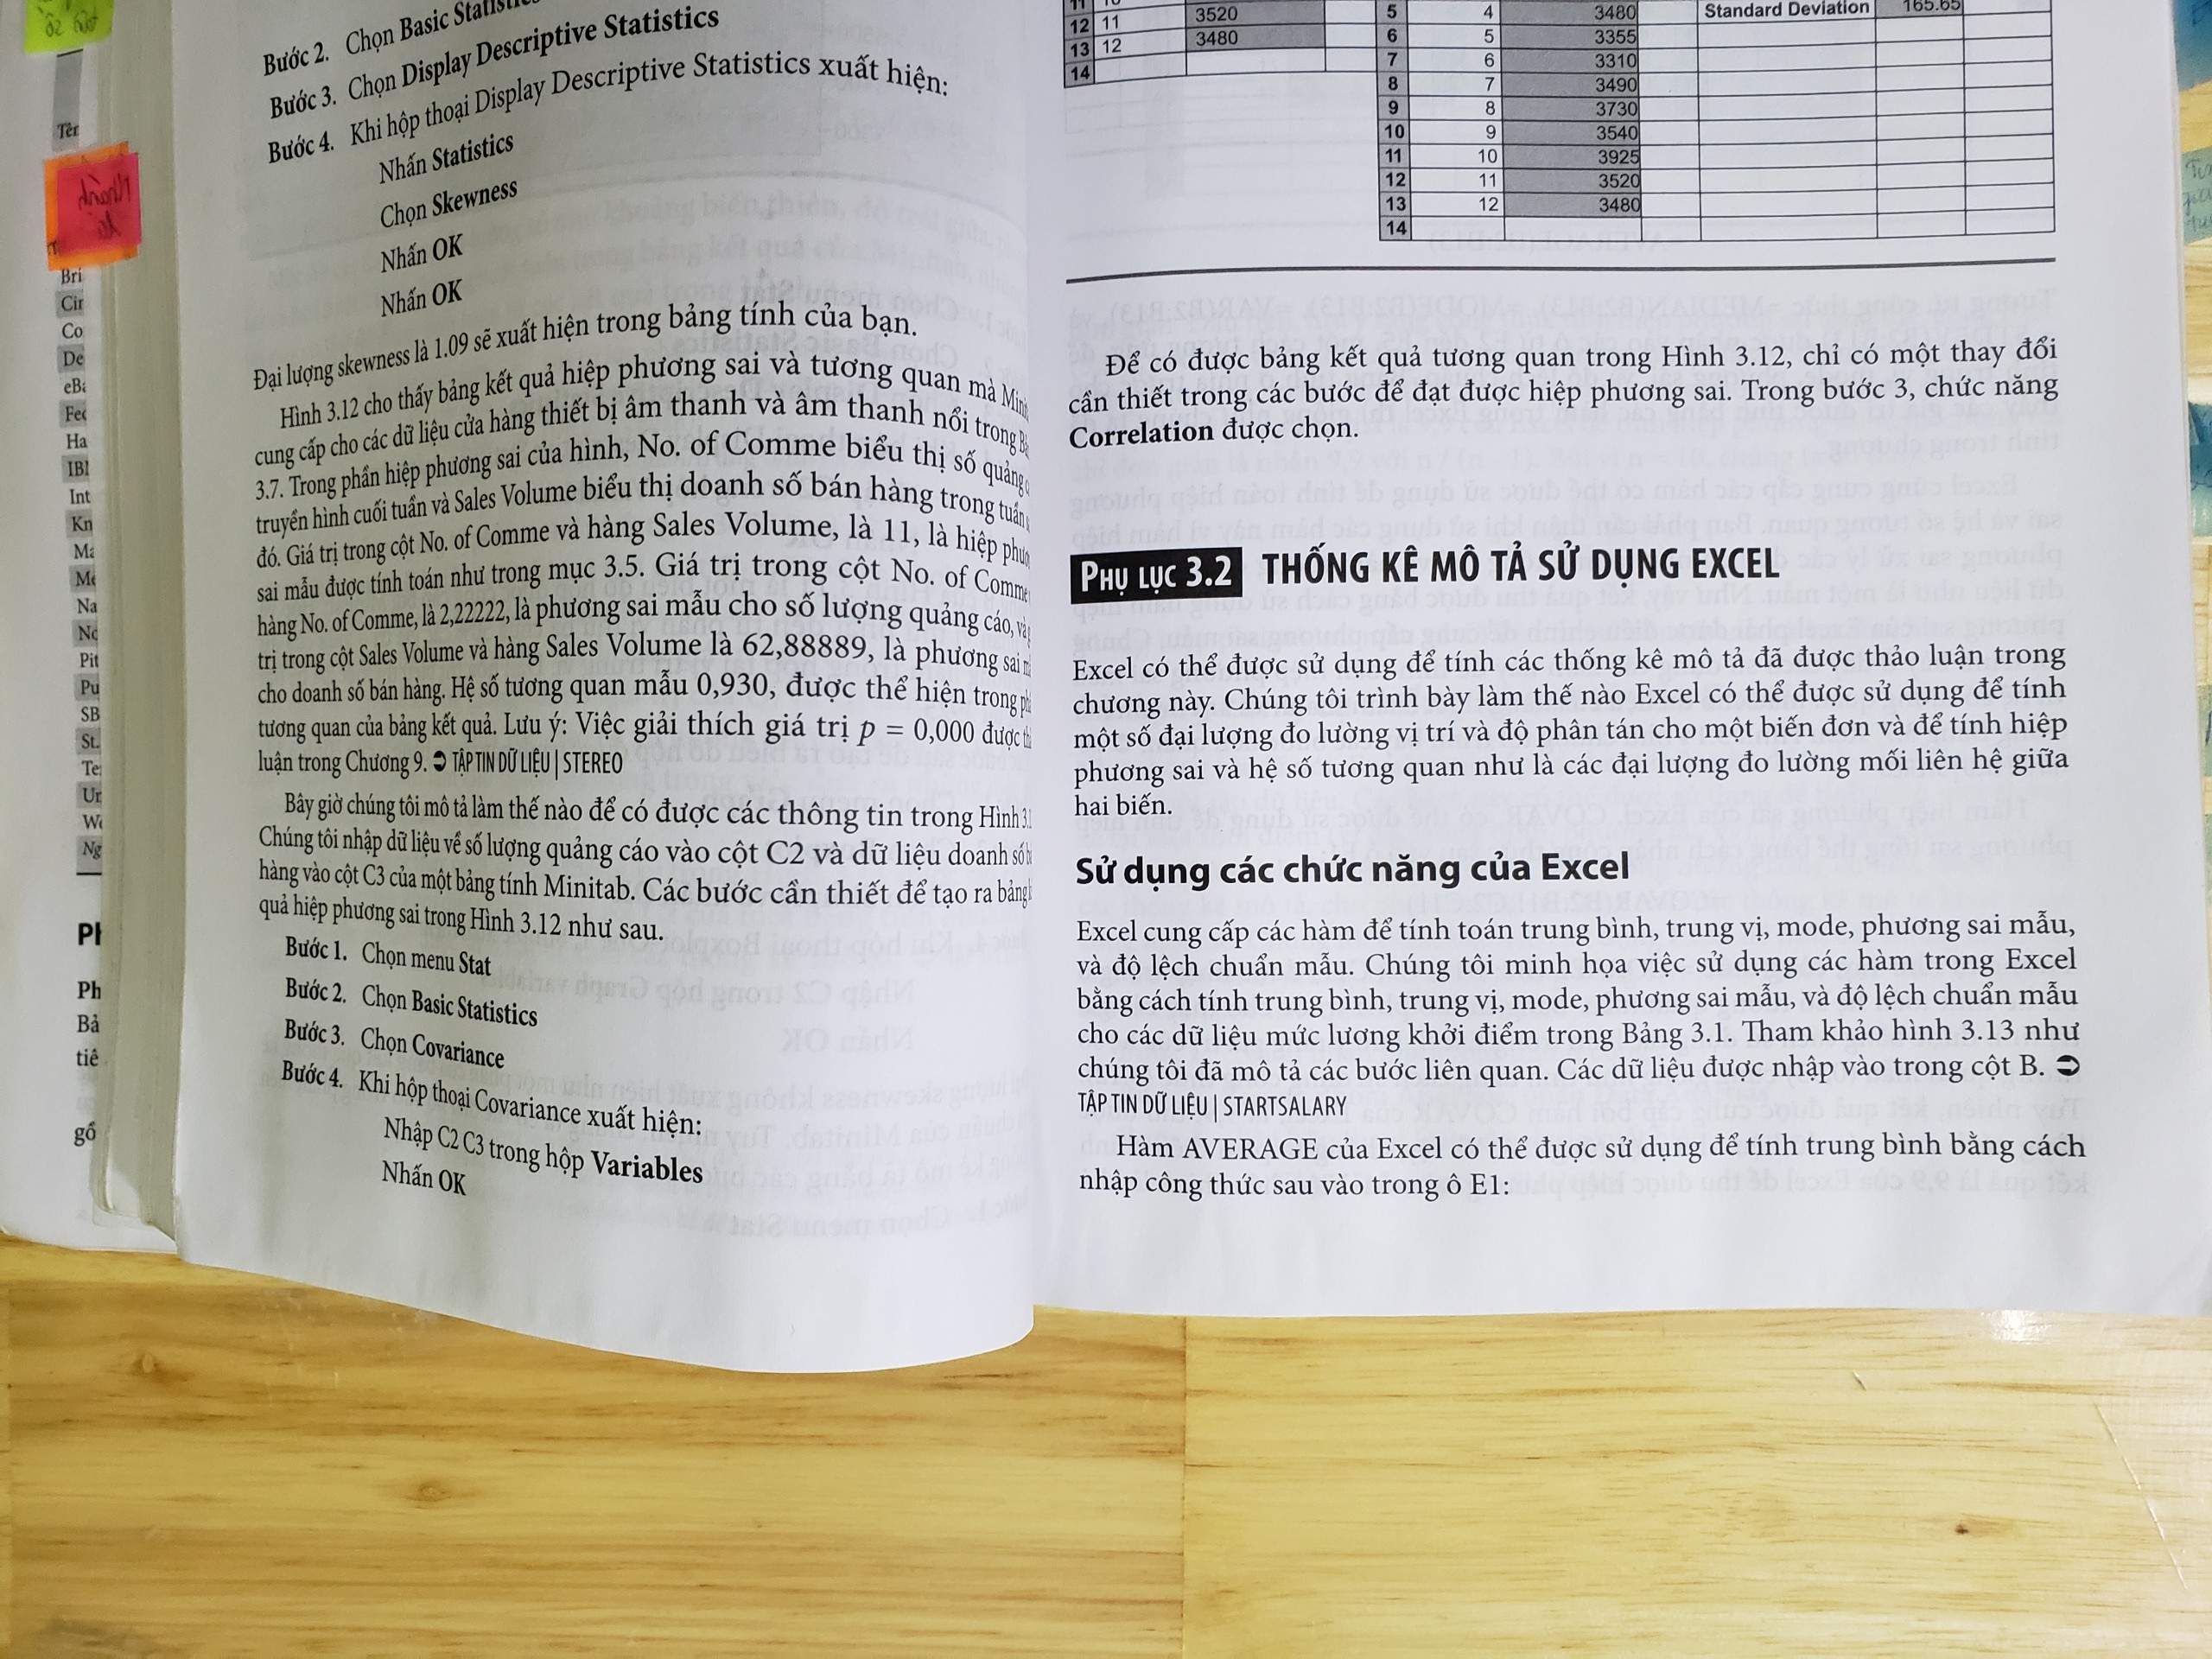 Bước 2. Chọn Basic
Bước 3. Chọn Display Descriptive Statistics
Bước 4. Khi hộp thoại Display Descriptive Statistics xuất hiện:
Nhấn Statistics
Chọn Skewness
Nhấn OK
Nhấn OK
Đại lượng skewness là 1.09 sẽ xuất hiện trong bảng tính của bạn.
Hình 3.12 cho thấy bảng kết quả hiệp phương sai và tương quan mà
cung cấp cho các dữ liệu cửa hàng thiết bị âm thanh và âm thanh nổi trong
3.7. Trong phần hiệp phương sai của hình, No. of Comme biểu thị số quảng
truyền hình cuối tuần và Sales Volume biểu thị doanh số bán hàng trong tuần
đó. Giá trị trong cột No. of Comme và hàng Sales Volume, là 11, là hiệp
sai mẫu được tính toán như trong mục 3.5. Giá trị trong cột No. of Comme
hàng No. of Comme, là 2,22222, là phương sai mẫu cho số lượng quảng cáo,
trị trong cột Sales Volume và hàng Sales Volume là 62,88889, là phương sai
cho doanh số bán hàng. Hệ số tương quan mẫu 0,930, được thể hiện trong
tương quan của bảng kết quả. Lưu ý: Việc giải thích giá trị p = 0,000 được
luận trong Chương 9. ➲ TẬP TIN DỮ LIỆU | STEREO
Bây giờ chúng tôi mô tả làm thế nào để có được các thông tin trong Hình
Chúng tôi nhập dữ liệu về số lượng quảng cáo vào cột C2 và dữ liệu doanh số
hàng vào cột C3 của một bảng tính Minitab. Các bước cần thiết để tạo ra bảng
quả hiệp phương sai trong Hình 3.12 như sau.
Bước 1. Chọn menu Stat
Bước 2. Chọn Basic Statistics
Bước 3. Chọn Covariance
Bước 4. Khi hộp thoại Covariance xuất hiện:
Nhập C2 C3 trong hộp Variables
Nhấn OK
12 11 3520
13 12 3480
14
5 4 3480 Standard Deviation 165.65
6 5 3355
7 6 3310
8 7 3490
9 8 3730
10 9 3540
11 10 3925
12 11 3520
13 12 3480
14
Để có được bảng kết quả tương quan trong Hình 3.12, chỉ có một thay đổi
cần thiết trong các bước để đạt được hiệp phương sai. Trong bước 3, chức năng
Correlation được chọn.
PHỤ LỤC 3.2 THỐNG KÊ MÔ TẢ SỬ DỤNG EXCEL
Excel có thể được sử dụng để tính các thống kê mô tả đã được thảo luận trong
chương này. Chúng tôi trình bày làm thế nào Excel có thể được sử dụng để tính
một số đại lượng đo lường vị trí và độ phân tán cho một biến đơn và để tính hiệp
phương sai và hệ số tương quan như là các đại lượng đo lường mối liên hệ giữa
hai biến.
Sử dụng các chức năng của Excel
Excel cung cấp các hàm để tính toán trung bình, trung vị, mode, phương sai mẫu,
và độ lệch chuẩn mẫu. Chúng tôi minh họa việc sử dụng các hàm trong Excel
bằng cách tính trung bình, trung vị, mode, phương sai mẫu, và độ lệch chuẩn mẫu
cho các dữ liệu mức lương khởi điểm trong Bảng 3.1. Tham khảo hình 3.13 như
chúng tôi đã mô tả các bước liên quan. Các dữ liệu được nhập vào trong cột B. ➲
TẬP TIN DỮ LIỆU | STARTSALARY
Hàm AVERAGE của Excel có thể được sử dụng để tính trung bình bằng cách
nhập công thức sau vào trong ô E1: